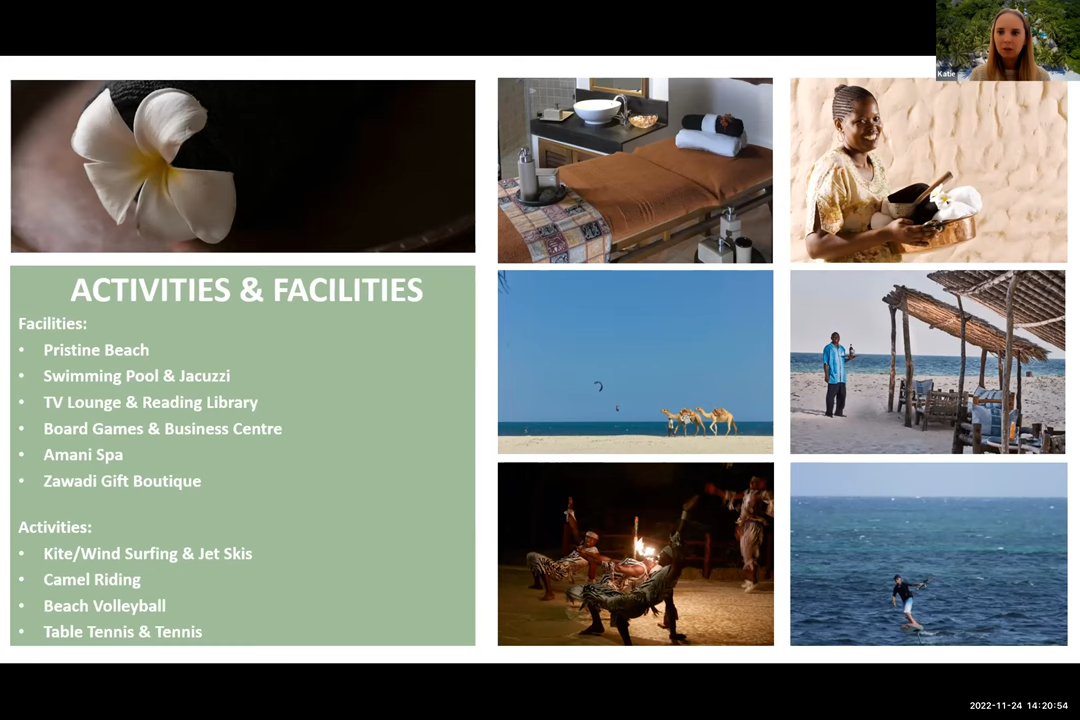 Katie
ACTIVITIES & FACILITIES
Facilities:
• Pristine Beach
• Swimming Pool & Jacuzzi
• TV Lounge & Reading Library
• Board Games & Business Centre
• Amani Spa
• Zawadi Gift Boutique
Activities:
• Kite/Wind Surfing & Jet Skis
• Camel Riding
• Beach Volleyball
• Table Tennis & Tennis
2022-11-24 14:20:54